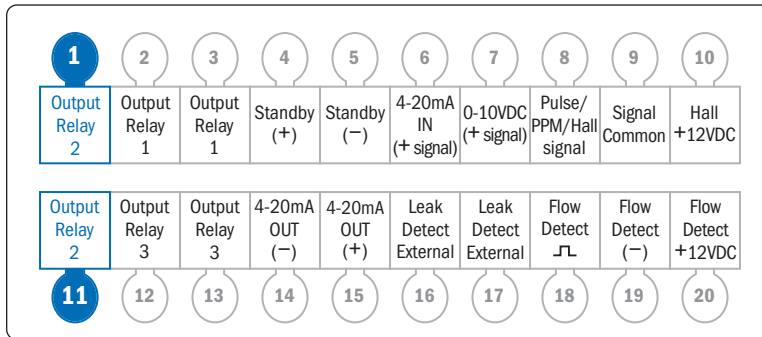 1 2 3 4 5 6 7 8 9 10
Output Relay 2
Output Relay 1
Output Relay 1
Standby (+)
Standby (−)
4-20mA IN (+ signal)
0-10VDC (+ signal)
Pulse/ PPM/Hall signal
Signal Common
Hall +12VDC
Output Relay 2
Output Relay 3
Output Relay 3
4-20mA OUT (−)
4-20mA OUT (+)
Leak Detect External
Leak Detect External
Flow Detect
Flow Detect (−)
Flow Detect +12VDC
11 12 13 14 15 16 17 18 19 20